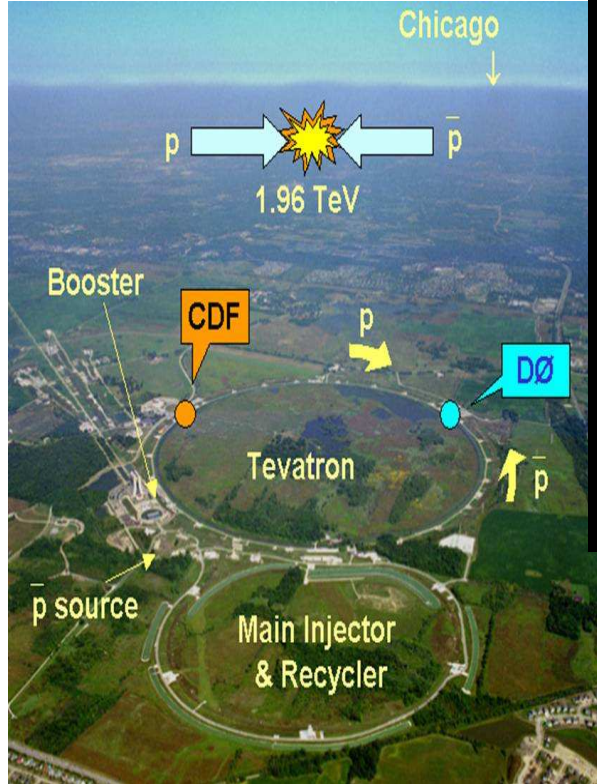 Chicago
p
p̄
1.96 TeV
Booster
CDF
p
DØ
Tevatron
p̄
p̄ source
Main Injector
& Recycler